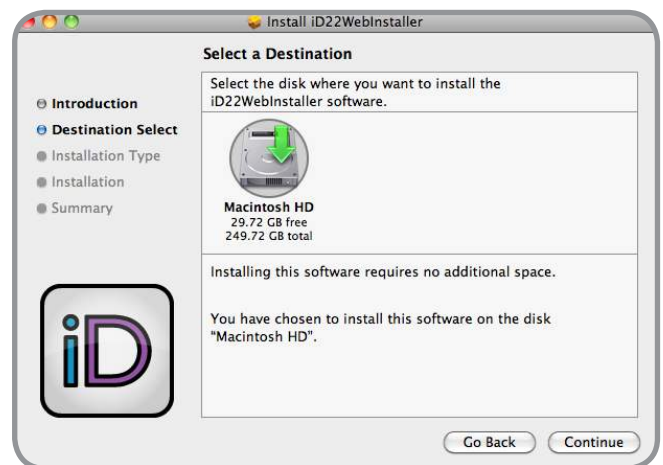 Install iD22WebInstaller
Select a Destination
Introduction
Destination Select
Installation Type
Installation
Summary
Select the disk where you want to install the
iD22WebInstaller software.
Macintosh HD
29.72 GB free
249.72 GB total
Installing this software requires no additional space.
You have chosen to install this software on the disk
“Macintosh HD”.
iD
Go Back
Continue